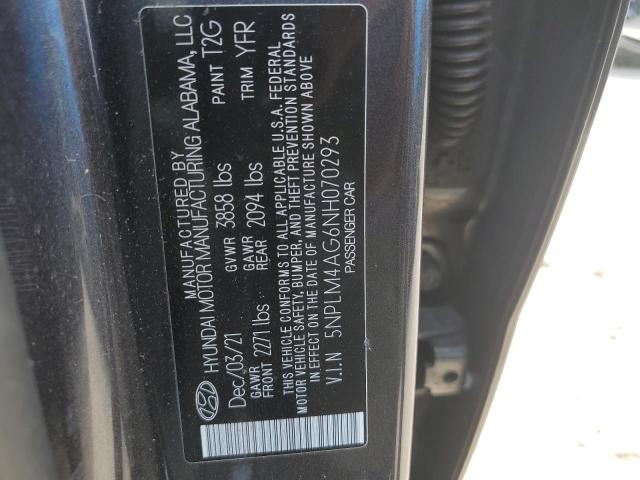 MANUFACTURED BY
HYUNDAI MOTOR MANUFACTURING ALABAMA, LLC
Dec/03/21 GVWR 3858 lbs PAINT T2G
GAWR FRONT 2271 lbs GAWR REAR 2094 lbs TRIM YFR
THIS VEHICLE CONFORMS TO ALL APPLICABLE U.S.A. FEDERAL
MOTOR VEHICLE SAFETY, BUMPER, AND THEFT PREVENTION STANDARDS
IN EFFECT ON THE DATE OF MANUFACTURE SHOWN ABOVE
V.I.N 5NPLM4AG6NH070293
PASSENGER CAR